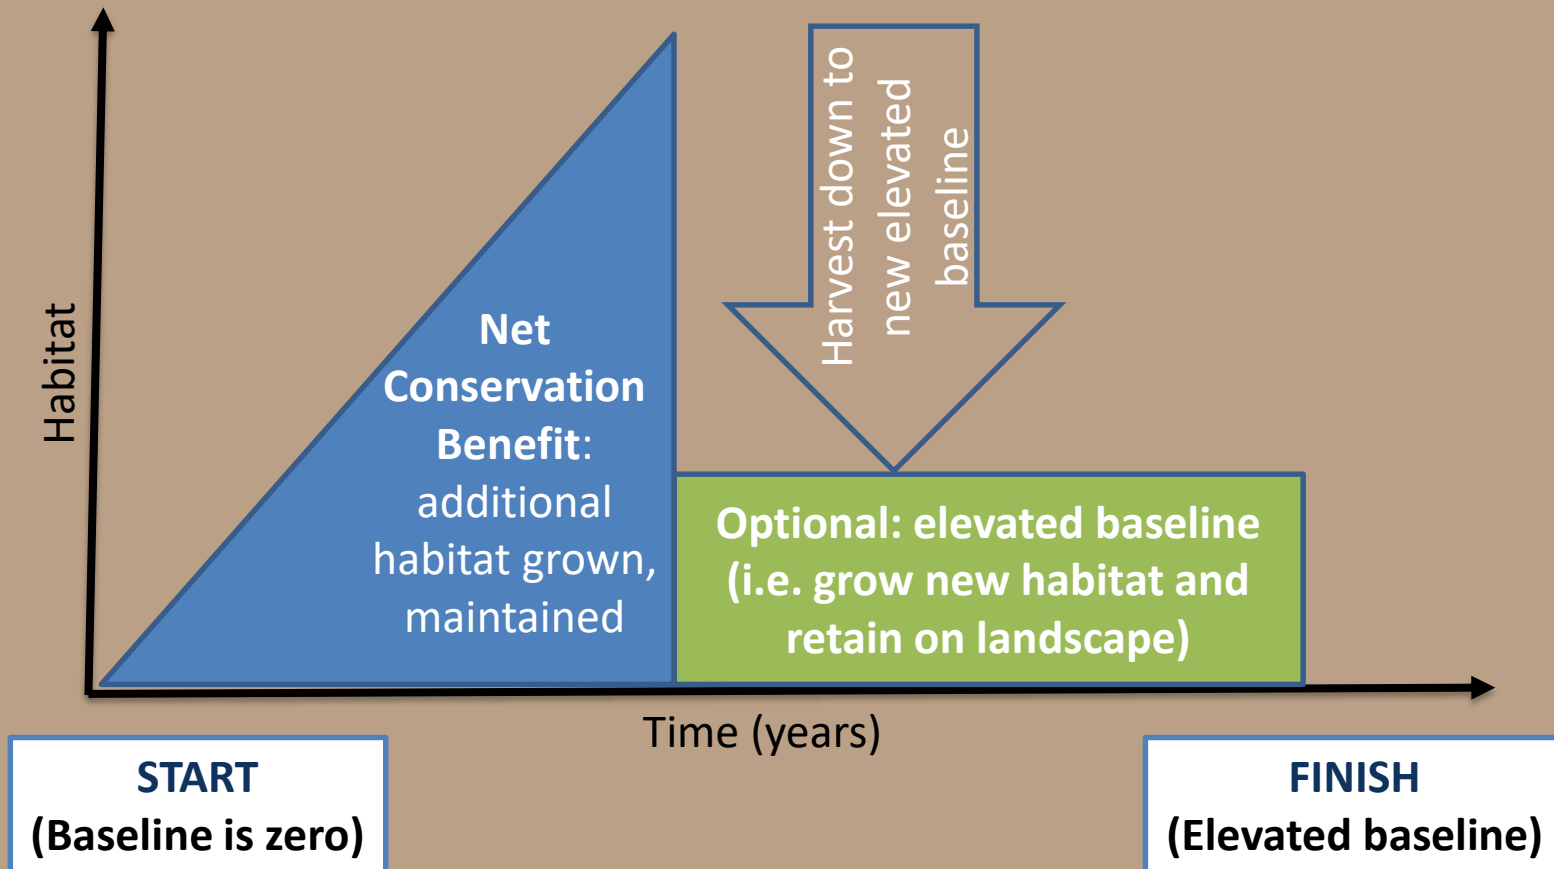 Habitat
Net
Conservation
Benefit:
additional
habitat grown,
maintained
Harvest down to
new elevated
baseline
Optional: elevated baseline
(i.e. grow new habitat and
retain on landscape)
Time (years)
START
(Baseline is zero)
FINISH
(Elevated baseline)